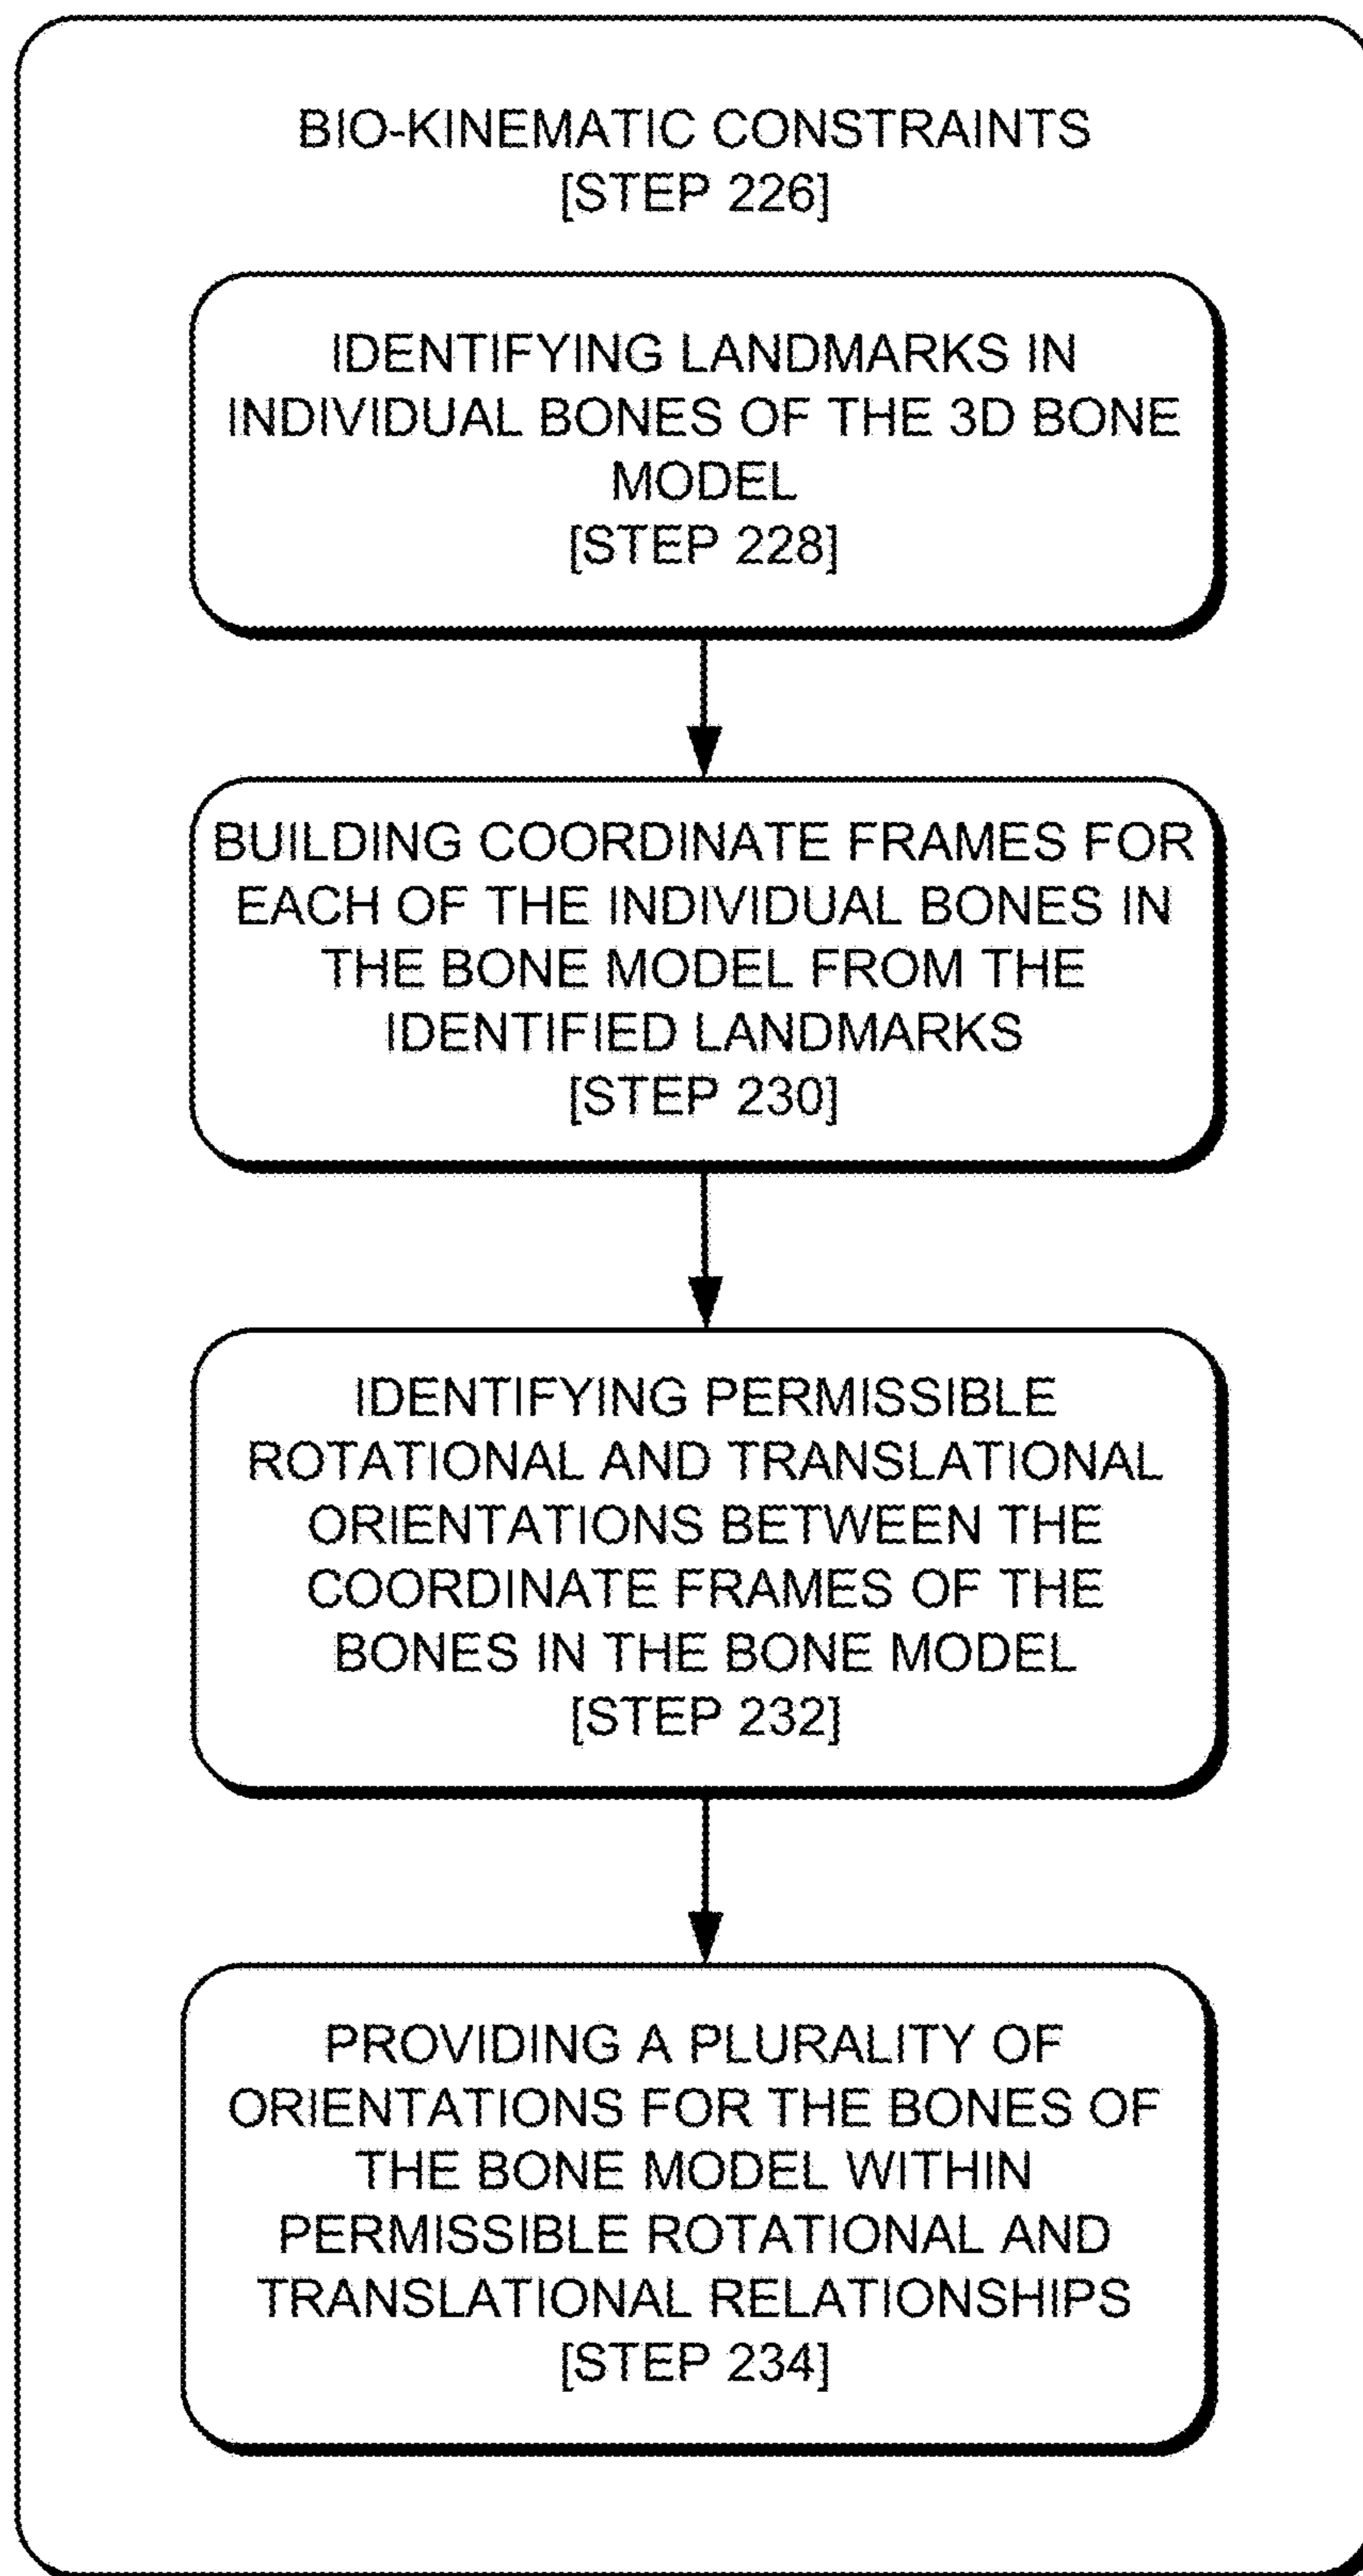 BIO-KINEMATIC CONSTRAINTS
[STEP 226]
IDENTIFYING LANDMARKS IN
INDIVIDUAL BONES OF THE 3D BONE
MODEL
[STEP 228]
BUILDING COORDINATE FRAMES FOR
EACH OF THE INDIVIDUAL BONES IN
THE BONE MODEL FROM THE
IDENTIFIED LANDMARKS
[STEP 230]
IDENTIFYING PERMISSIBLE
ROTATIONAL AND TRANSLATIONAL
ORIENTATIONS BETWEEN THE
COORDINATE FRAMES OF THE
BONES IN THE BONE MODEL
[STEP 232]
PROVIDING A PLURALITY OF
ORIENTATIONS FOR THE BONES OF
THE BONE MODEL WITHIN
PERMISSIBLE ROTATIONAL AND
TRANSLATIONAL RELATIONSHIPS
[STEP 234]